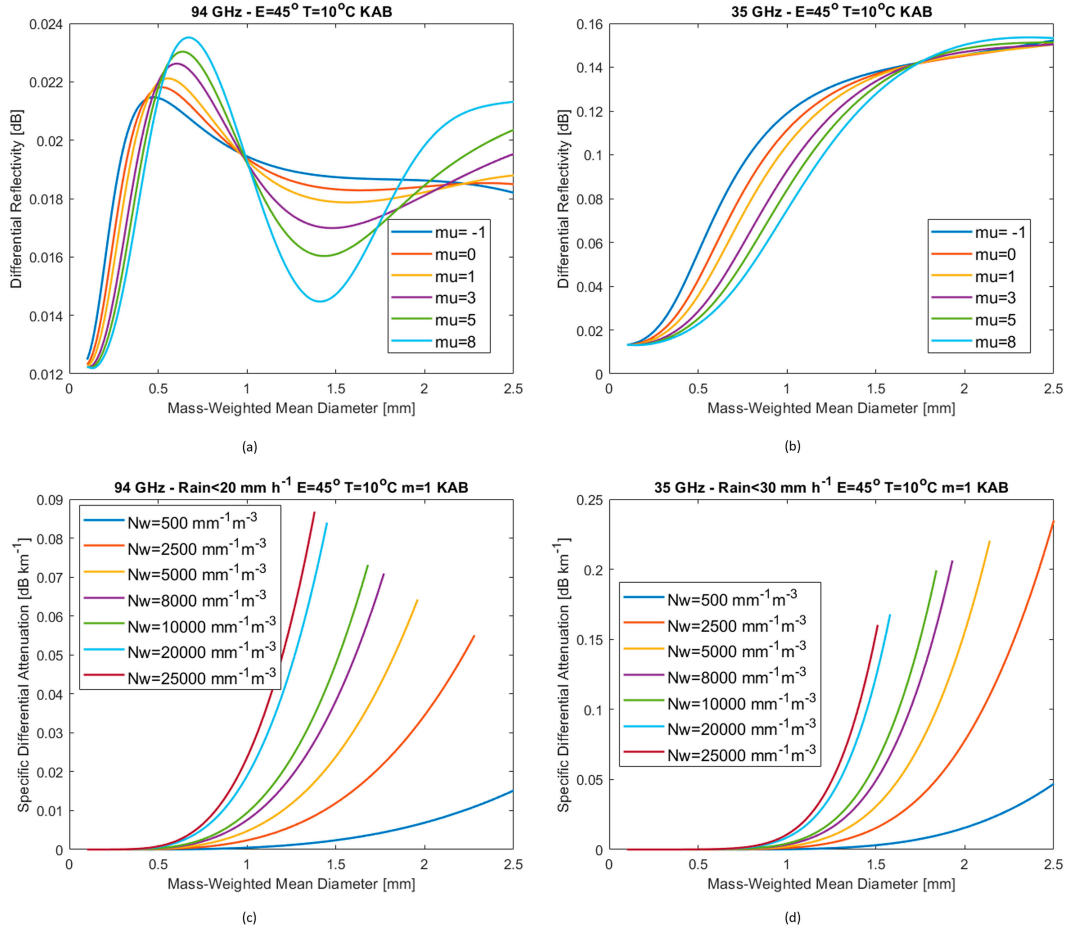 94 GHz - E=45° T=10°C KAB
Differential Reflectivity [dB]
0.024
0.022
0.02
0.018
0.016
0.014
0.012
mu= -1
mu=0
mu=1
mu=3
mu=5
mu=8
0 0.5 1 1.5 2 2.5
Mass-Weighted Mean Diameter [mm]
(a)
35 GHz - E=45° T=10°C KAB
Differential Reflectivity [dB]
0.16
0.14
0.12
0.1
0.08
0.06
0.04
0.02
0
mu= -1
mu=0
mu=1
mu=3
mu=5
mu=8
0 0.5 1 1.5 2 2.5
Mass-Weighted Mean Diameter [mm]
(b)
94 GHz - Rain<20 mm h⁻¹ E=45° T=10°C m=1 KAB
Specific Differential Attenuation [dB km⁻¹]
0.09
0.08
0.07
0.06
0.05
0.04
0.03
0.02
0.01
0
Nw=500 mm⁻¹m⁻³
Nw=2500 mm⁻¹m⁻³
Nw=5000 mm⁻¹m⁻³
Nw=8000 mm⁻¹m⁻³
Nw=10000 mm⁻¹m⁻³
Nw=20000 mm⁻¹m⁻³
Nw=25000 mm⁻¹m⁻³
0 0.5 1 1.5 2 2.5
Mass-Weighted Mean Diameter [mm]
(c)
35 GHz - Rain<30 mm h⁻¹ E=45° T=10°C m=1 KAB
Specific Differential Attenuation [dB km⁻¹]
0.25
0.2
0.15
0.1
0.05
0
Nw=500 mm⁻¹m⁻³
Nw=2500 mm⁻¹m⁻³
Nw=5000 mm⁻¹m⁻³
Nw=8000 mm⁻¹m⁻³
Nw=10000 mm⁻¹m⁻³
Nw=20000 mm⁻¹m⁻³
Nw=25000 mm⁻¹m⁻³
0 0.5 1 1.5 2 2.5
Mass-Weighted Mean Diameter [mm]
(d)